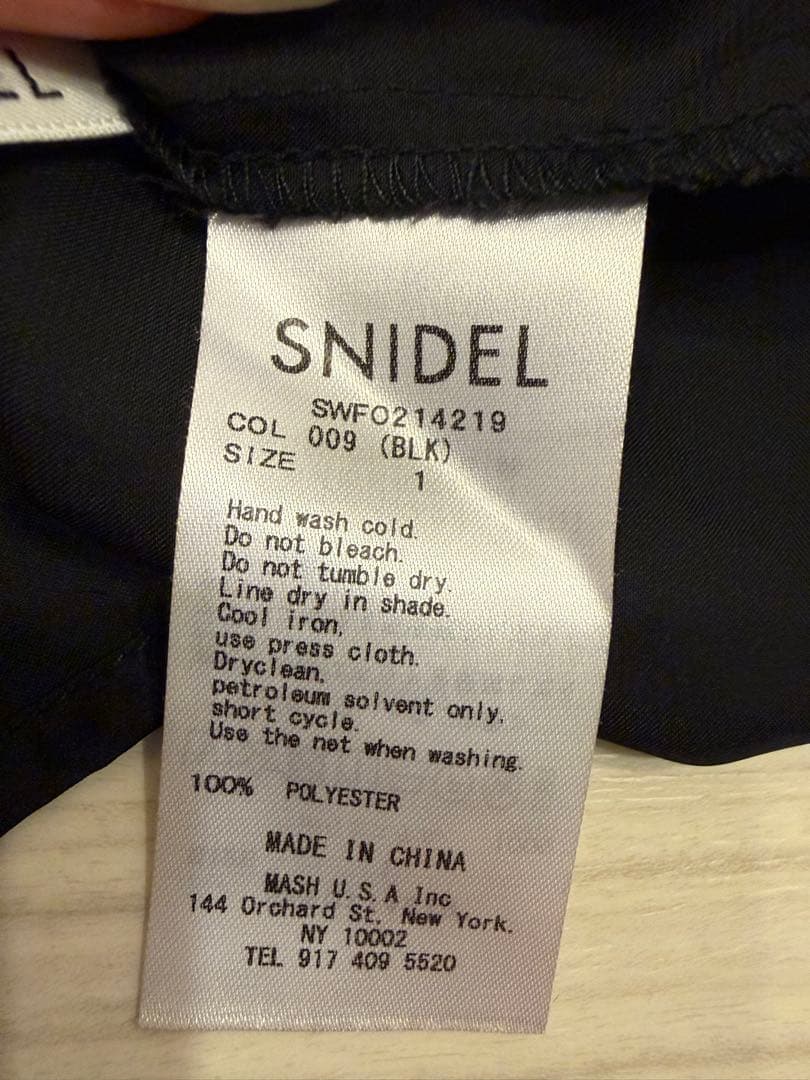 SNIDEL
SWFO214219
COL 009 (BLK)
SIZE 1
Hand wash cold.
Do not bleach.
Do not tumble dry.
Line dry in shade.
Cool iron,
use press cloth.
Dryclean,
petroleum solvent only,
short cycle.
Use the net when washing.
100% POLYESTER
MADE IN CHINA
MASH U.S.A Inc
144 Orchard St. New York.
NY 10002
TEL 917 409 5520